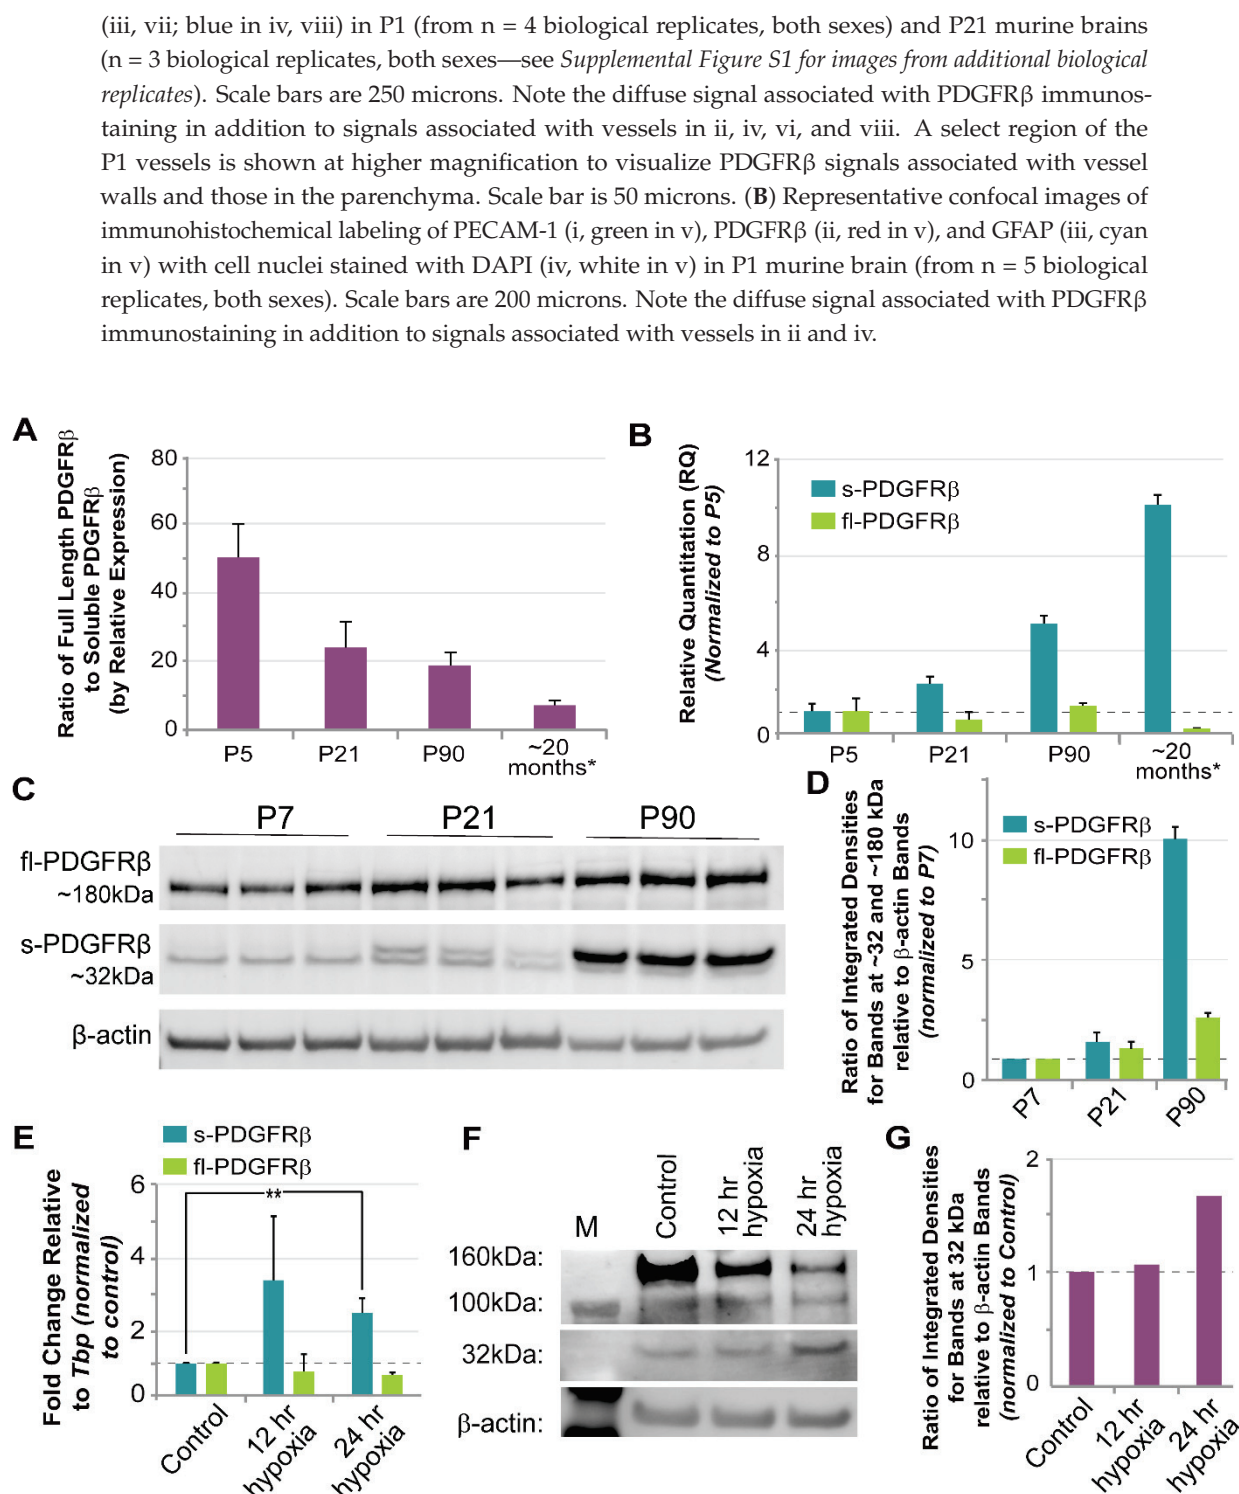 (iii, vii; blue in iv, viii) in P1 (from n = 4 biological replicates, both sexes) and P21 murine brains
(n = 3 biological replicates, both sexes—see Supplemental Figure S1 for images from additional biological
replicates). Scale bars are 250 microns. Note the diffuse signal associated with PDGFRβ immunos-
taining in addition to signals associated with vessels in ii, iv, vi, and viii. A select region of the
P1 vessels is shown at higher magnification to visualize PDGFRβ signals associated with vessel
walls and those in the parenchyma. Scale bar is 50 microns. (B) Representative confocal images of
immunohistochemical labeling of PECAM-1 (i, green in v), PDGFRβ (ii, red in v), and GFAP (iii, cyan
in v) with cell nuclei stained with DAPI (iv, white in v) in P1 murine brain (from n = 5 biological
replicates, both sexes). Scale bars are 200 microns. Note the diffuse signal associated with PDGFRβ
immunostaining in addition to signals associated with vessels in ii and iv.
A
Ratio of Full Length PDGFRβ
to Soluble PDGFRβ
(by Relative Expression)
80
60
40
20
0
P5
P21
P90
~20
months*
B
Relative Quantitation (RQ)
(Normalized to P5)
12
8
4
0
s-PDGFRβ
fl-PDGFRβ
P5
P21
P90
~20
months*
C
P7
P21
P90
fl-PDGFRβ
~180kDa
s-PDGFRβ
~32kDa
β-actin
D
Ratio of Integrated Densities
for Bands at ~32 and ~180 kDa
relative to β-actin Bands
(normalized to P7)
10
5
0
s-PDGFRβ
fl-PDGFRβ
P7
P21
P90
E
s-PDGFRβ
fl-PDGFRβ
Fold Change Relative
to Tbp (normalized
to control)
6
4
2
0
**
Control
12 hr
hypoxia
24 hr
hypoxia
F
M
Control
12 hr
hypoxia
24 hr
hypoxia
160kDa:
100kDa:
32kDa:
β-actin:
G
Ratio of Integrated Densities
for Bands at 32 kDa
relative to β-actin Bands
(normalized to Control)
2
1
0
Control
12 hr
hypoxia
24 hr
hypoxia